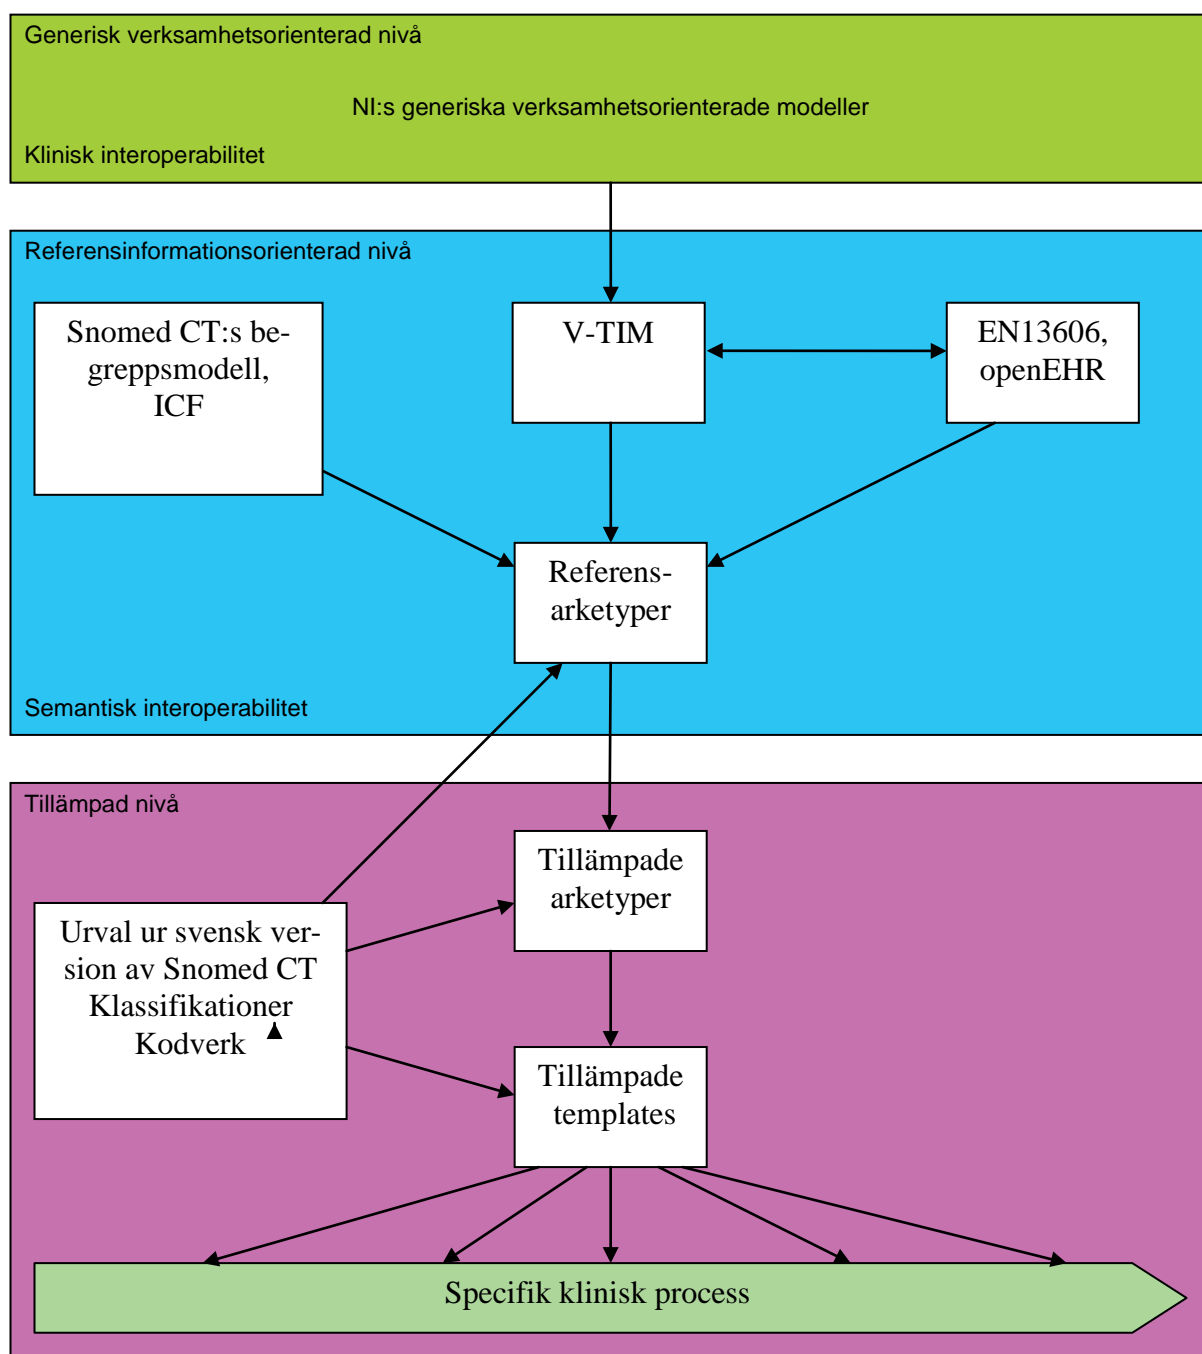 Generisk verksamhetsorienterad nivå
NI:s generiska verksamhetsorienterade modeller
Klinisk interoperabilitet
Referensinformationsorienterad nivå
Snomed CT:s be-
greppsmodell,
ICF
V-TIM
EN13606,
openEHR
Referens-
arketyper
Semantisk interoperabilitet
Tillämpad nivå
Tillämpade
arketyper
Urval ur svensk ver-
sion av Snomed CT
Klassifikationer
Kodverk
Tillämpade
templates
Specifik klinisk process